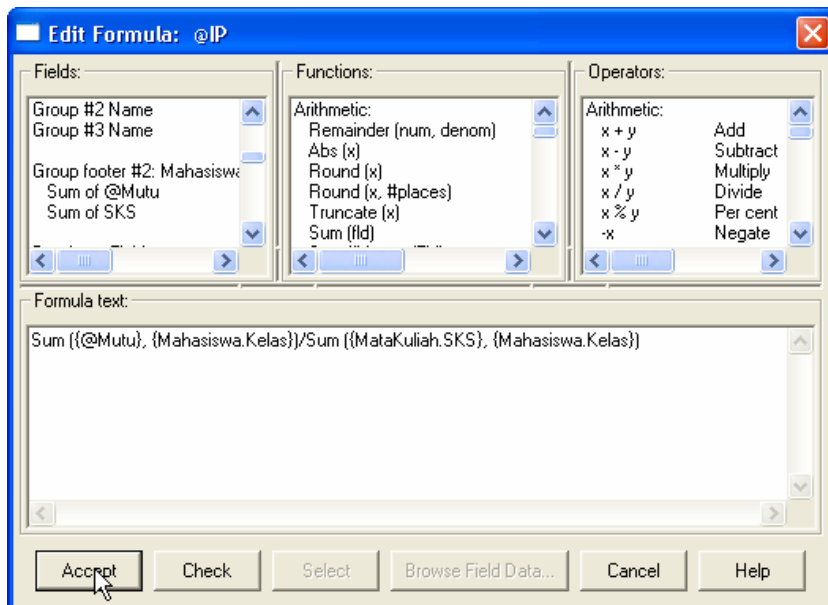 Edit Formula: @IP
Fields:
Group #2 Name
Group #3 Name
Group footer #2: Mahasiswa
Sum of @Mutu
Sum of SKS
Functions:
Arithmetic:
Remainder (num, denom)
Abs (x)
Round (x)
Round (x, #places)
Truncate (x)
Sum (fld)
Operators:
Arithmetic:
x + y Add
x - y Subtract
x * y Multiply
x / y Divide
x % y Per cent
-x Negate
Formula text:
Sum ({@Mutu}, {Mahasiswa.Kelas})/Sum ({MataKuliah.SKS}, {Mahasiswa.Kelas})
Accept Check Select Browse Field Data... Cancel Help